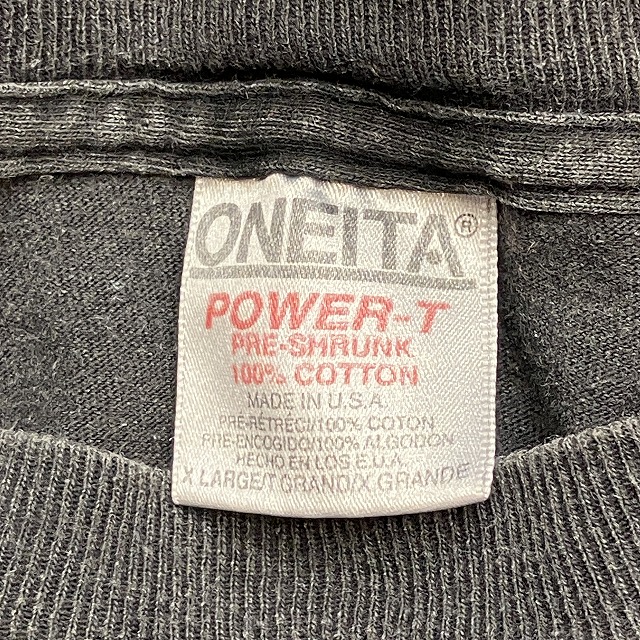 ONEITA®
POWER-T
PRE-SHRUNK
100% COTTON
MADE IN U.S.A.
PRÉ-RETRECI/100% COTON
PRE-ENCOGIDO/100% ALGODON
HECHO EN LOS E.U.A.
X LARGE/T GRAND/X GRANDE